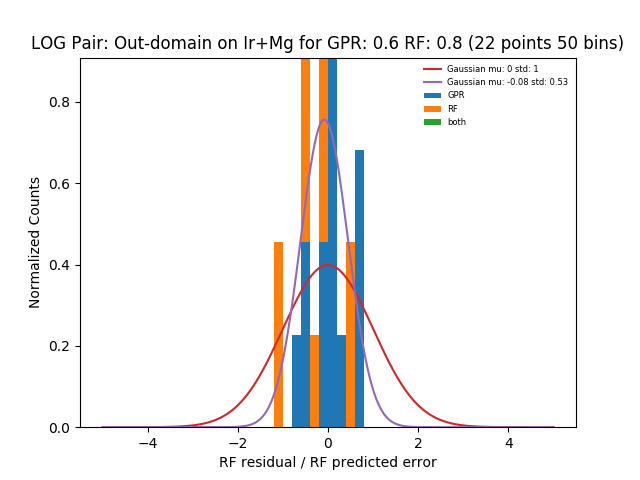 LOG Pair: Out-domain on Ir+Mg for GPR: 0.6 RF: 0.8 (22 points 50 bins)
Gaussian mu: 0 std: 1
Gaussian mu: -0.08 std: 0.53
GPR
RF
both
Normalized Counts
0.8
0.6
0.4
0.2
0.0
−4
−2
0
2
4
RF residual / RF predicted error